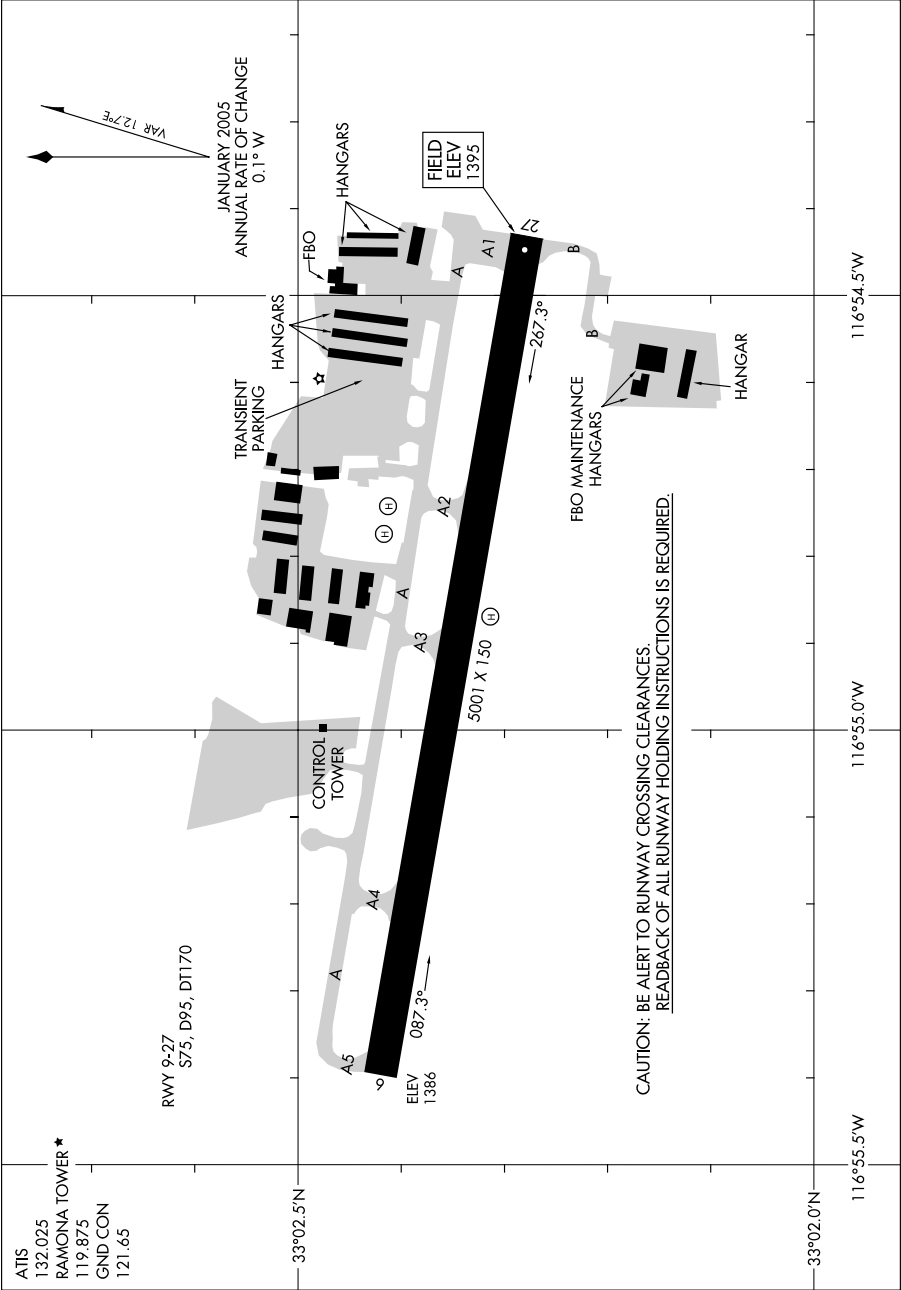 ATIS
132.025
RAMONA TOWER ★
119.875
GND CON
121.65
RWY 9-27
S75, D95, DT170
VAR 12.7°E
JANUARY 2005
ANNUAL RATE OF CHANGE
0.1° W
HANGARS
FBO
HANGARS
TRANSIENT
PARKING
FIELD
ELEV
1395
CONTROL
TOWER
A
A1
27
B
B
A
A2
A3
A4
A
A5
9
ELEV
1386
087.3°
267.3°
5001 X 150
H
H
H
FBO MAINTENANCE
HANGARS
HANGAR
CAUTION: BE ALERT TO RUNWAY CROSSING CLEARANCES.
READBACK OF ALL RUNWAY HOLDING INSTRUCTIONS IS REQUIRED.
33°02.5'N
33°02.0'N
116°55.5'W
116°55.0'W
116°54.5'W